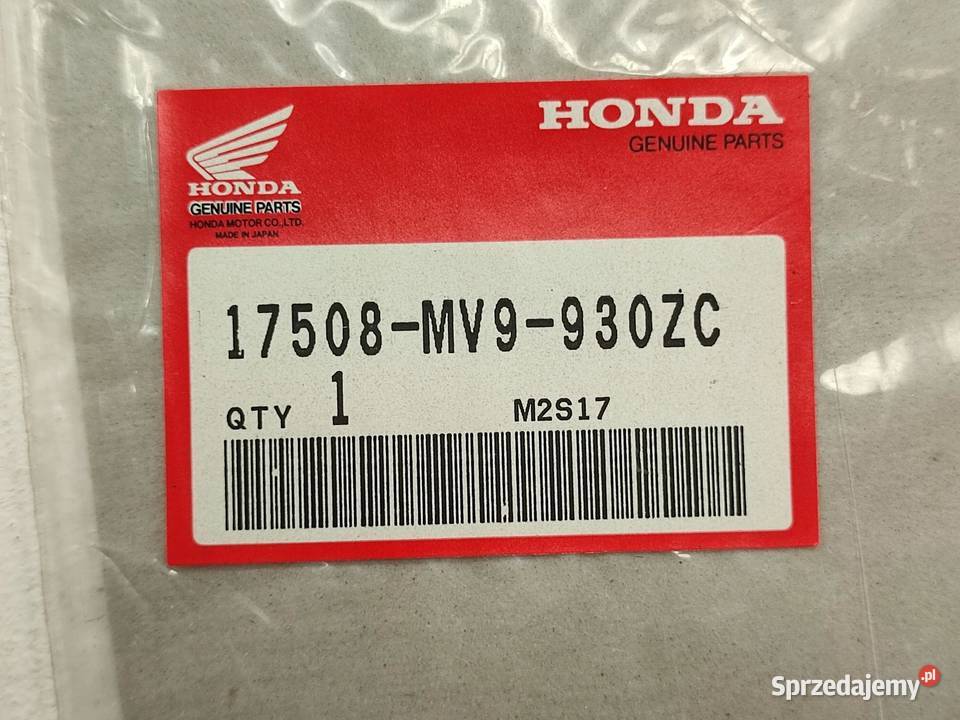 HONDA
GENUINE PARTS
HONDA
GENUINE PARTS
HONDA MOTOR CO.,LTD.
MADE IN JAPAN
17508-MV9-930ZC
QTY 1 M2S17
Sprzedajemy.pl